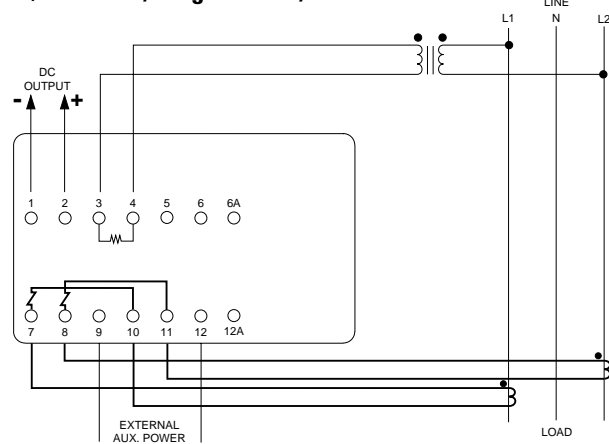 LINE
L1 N L2
DC
OUTPUT
- +
1 2 3 4 5 6 6A
7 8 9 10 11 12 12A
EXTERNAL
AUX. POWER
LOAD